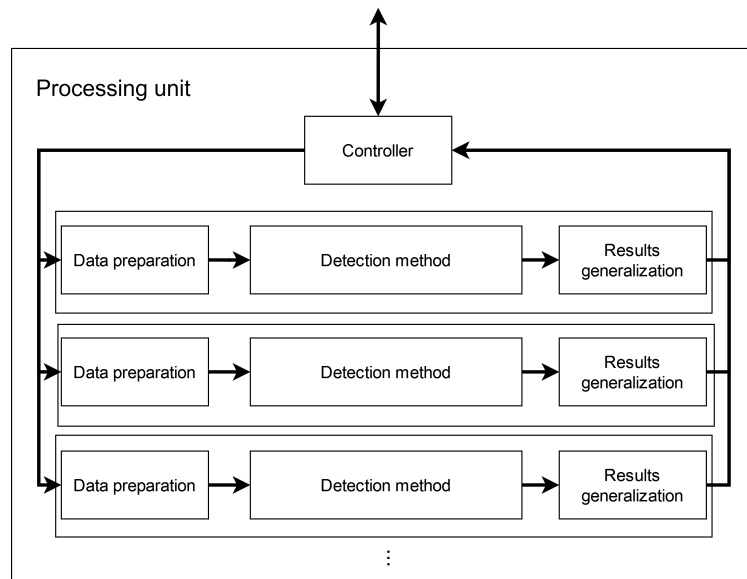 Processing unit
Controller
Data preparation
Detection method
Results
generalization
Data preparation
Detection method
Results
generalization
Data preparation
Detection method
Results
generalization
⋮